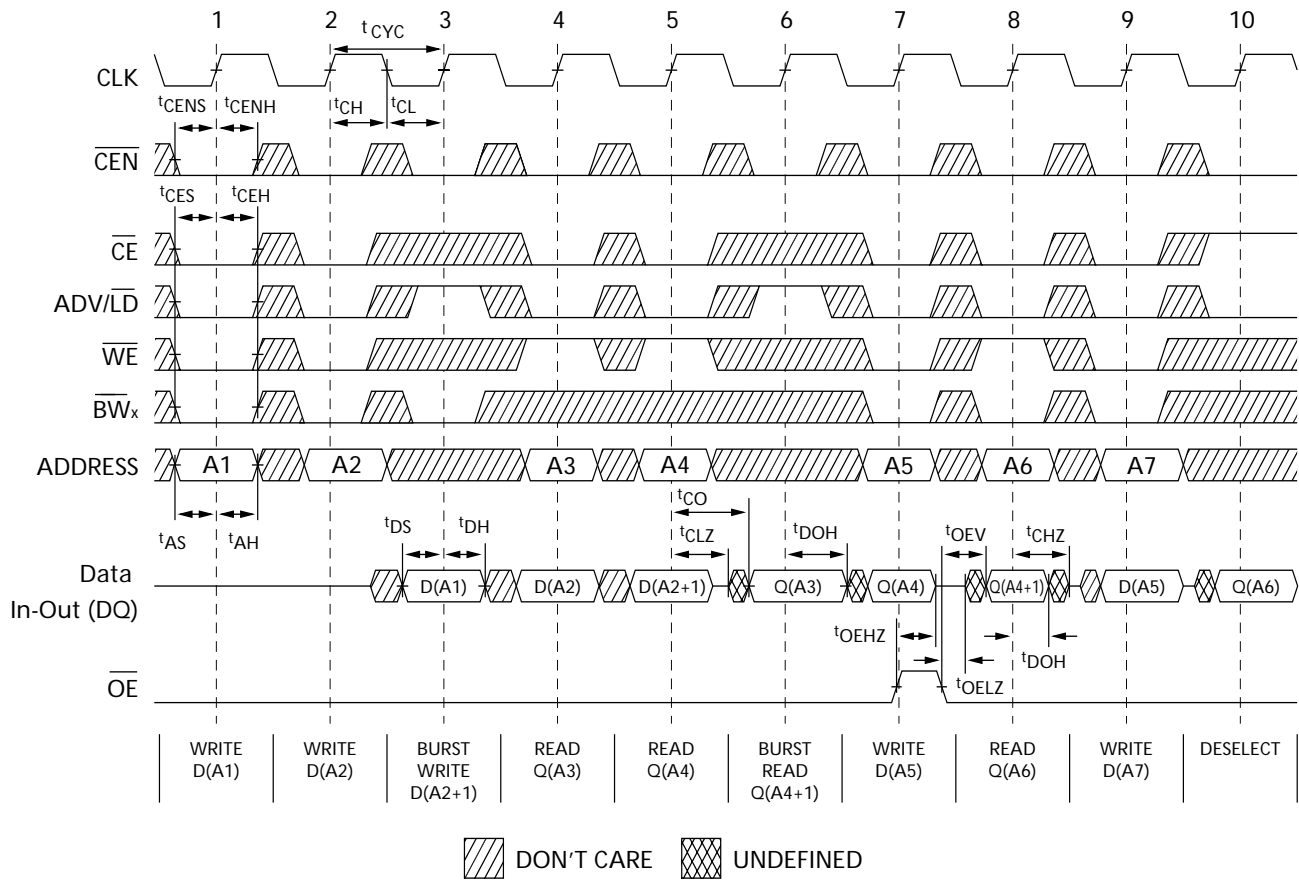 1 2 3 4 5 6 7 8 9 10
tCYC
CLK
tCENS tCENH tCH tCL
CEN
tCES tCEH
CE
ADV/LD
WE
BWx
ADDRESS A1 A2 A3 A4 A5 A6 A7
tCO
tDS tDH tCLZ tDOH tOEV tCHZ
tAS tAH
Data
In-Out (DQ)
D(A1) D(A2) D(A2+1) Q(A3) Q(A4) Q(A4+1) D(A5) Q(A6)
tOEHZ tDOH
tOELZ
OE
WRITE
D(A1)
WRITE
D(A2)
BURST
WRITE
D(A2+1)
READ
Q(A3)
READ
Q(A4)
BURST
READ
Q(A4+1)
WRITE
D(A5)
READ
Q(A6)
WRITE
D(A7)
DESELECT
DON'T CARE UNDEFINED